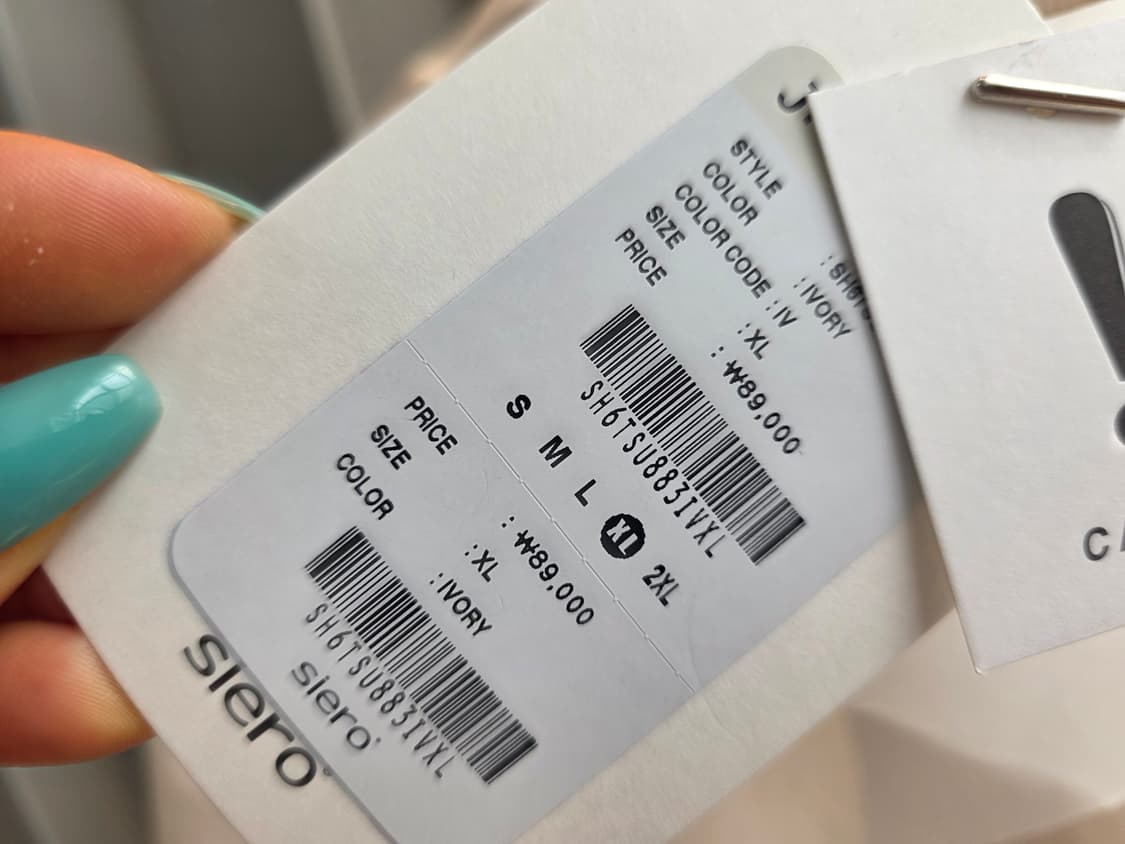 STYLE : SH6TS
COLOR : IVORY
COLOR CODE : IV
SIZE : XL
PRICE : ₩89,000
SH6TSU883IVXL
S M L XL 2XL
PRICE : ₩89,000
SIZE : XL
COLOR : IVORY
SH6TSU883IVXL
siero
siero